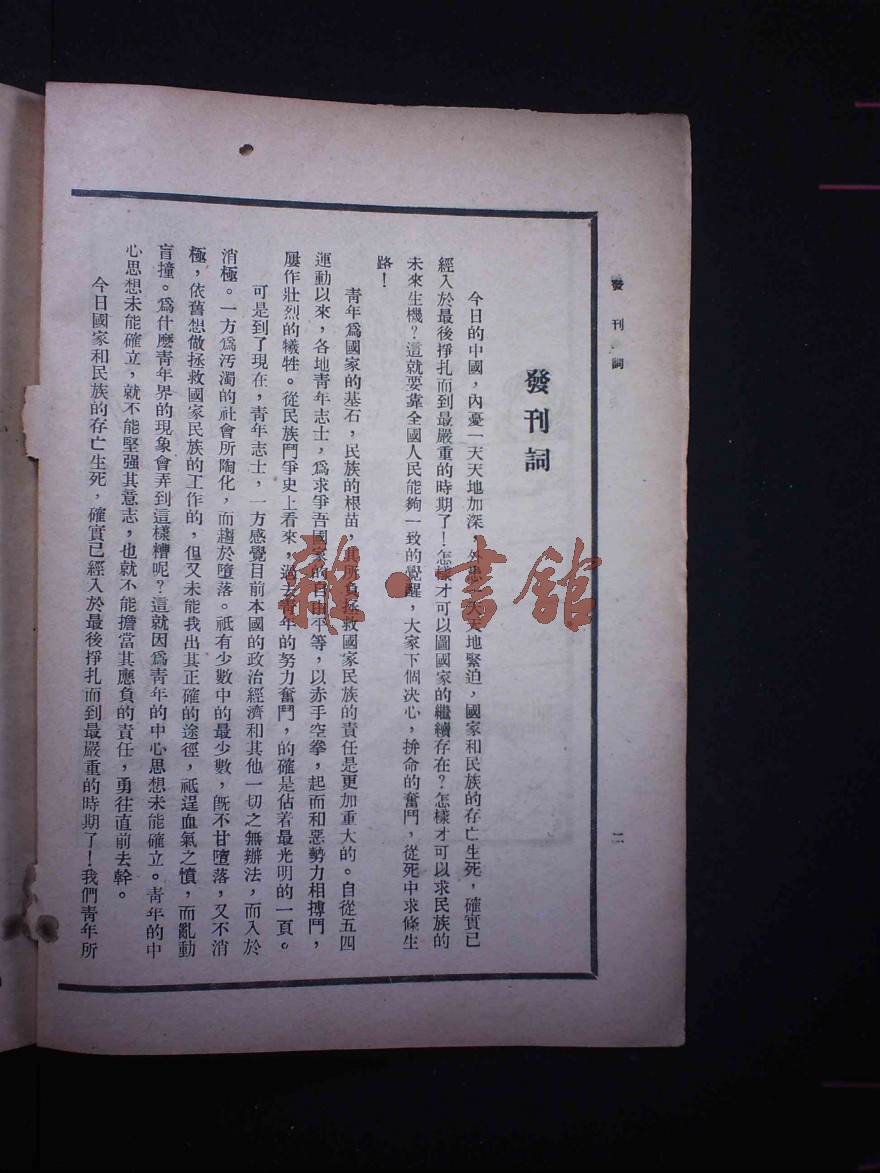 發刊詞
二
發刊詞
今日的中國，內憂一天天地加深，外患一天天地緊迫，國家和民族的存亡生死，確實已
經入於最後掙扎而到最嚴重的時期了！怎樣才可以圖國家的繼續存在？怎樣才可以求民族的
未來生機？這就要靠全國人民能夠一致的覺醒，大家下個决心，拚命的奮鬥，從死中求條生
路！
青年爲國家的基石，民族的根苗，其所負拯救國家民族的責任是更加重大的。自從五四
運動以來，各地青年志士，爲求爭吾國家的自由平等，以赤手空拳，起而和惡勢力相搏鬥，
屢作壯烈的犧牲。從民族鬥爭史上看來，過去青年的努力奮鬥，的確是佔着最光明的一頁。
可是到了現在，青年志士，一方感覺目前本國的政治經濟和其他一切之無辦法，而入於
消極。一方爲汚濁的社會所陶化，而趨於墮落。祇有少數中的最少數，旣不甘墮落，又不消
極，依舊想做拯救國家民族的工作的，但又未能我出其正確的途徑，祇逞血氣之憤，而亂動
盲撞。爲什麽靑年界的現象會弄到這樣糟呢？這就因爲靑年的中心思想未能確立。靑年的中
心思想未能確立，就不能堅强其意志，也就不能擔當其應負的責任，勇往直前去幹。
今日國家和民族的存亡生死，確實已經入於最後掙扎而到最嚴重的時期了！我們靑年所
雜·書館